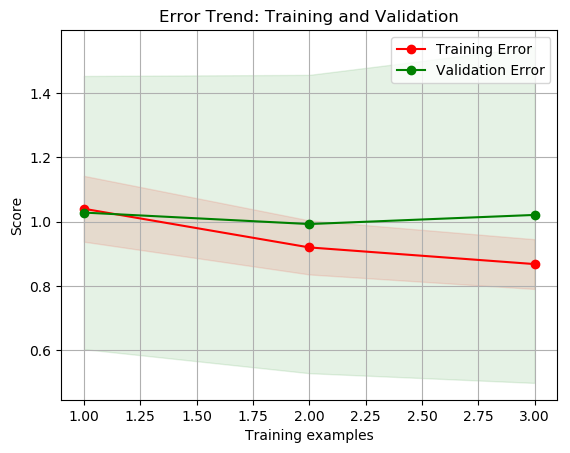 Error Trend: Training and Validation
Training Error
Validation Error
Score
1.4
1.2
1.0
0.8
0.6
1.00 1.25 1.50 1.75 2.00 2.25 2.50 2.75 3.00
Training examples